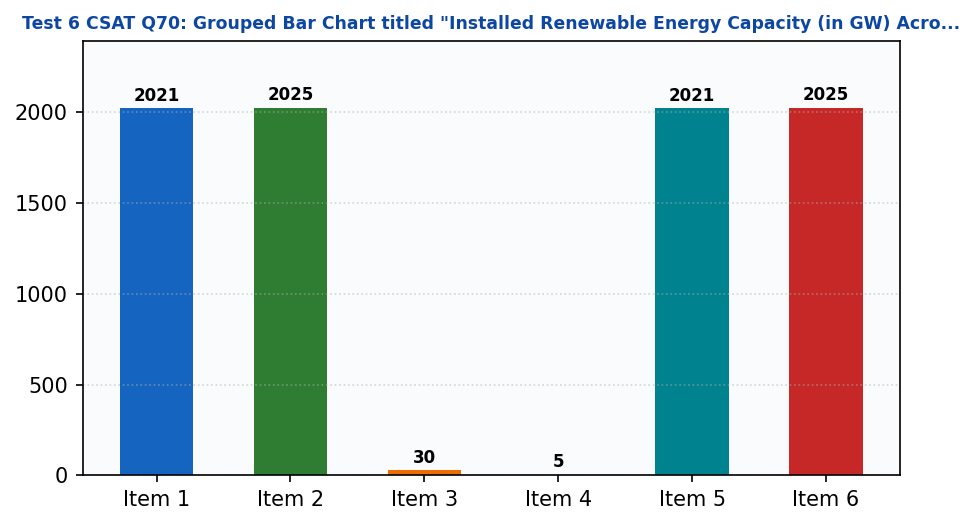 Test 6 CSAT Q70: Grouped Bar Chart titled "Installed Renewable Energy Capacity (in GW) Acro...
2021 2025 30 5 2021 2025
2000
1500
1000
500
0
Item 1 Item 2 Item 3 Item 4 Item 5 Item 6